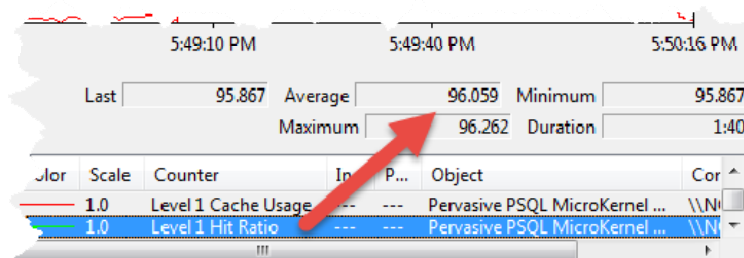 5:49:10 PM 5:49:40 PM 5:50:16 PM
Last 95.867 Average 96.059 Minimum 95.867
Maximum 96.262 Duration 1:40
Scale Counter In P... Object
1.0 Level 1 Cache Usage --- --- Pervasive PSQL MicroKernel ...
1.0 Level 1 Hit Ratio --- --- Pervasive PSQL MicroKernel ...